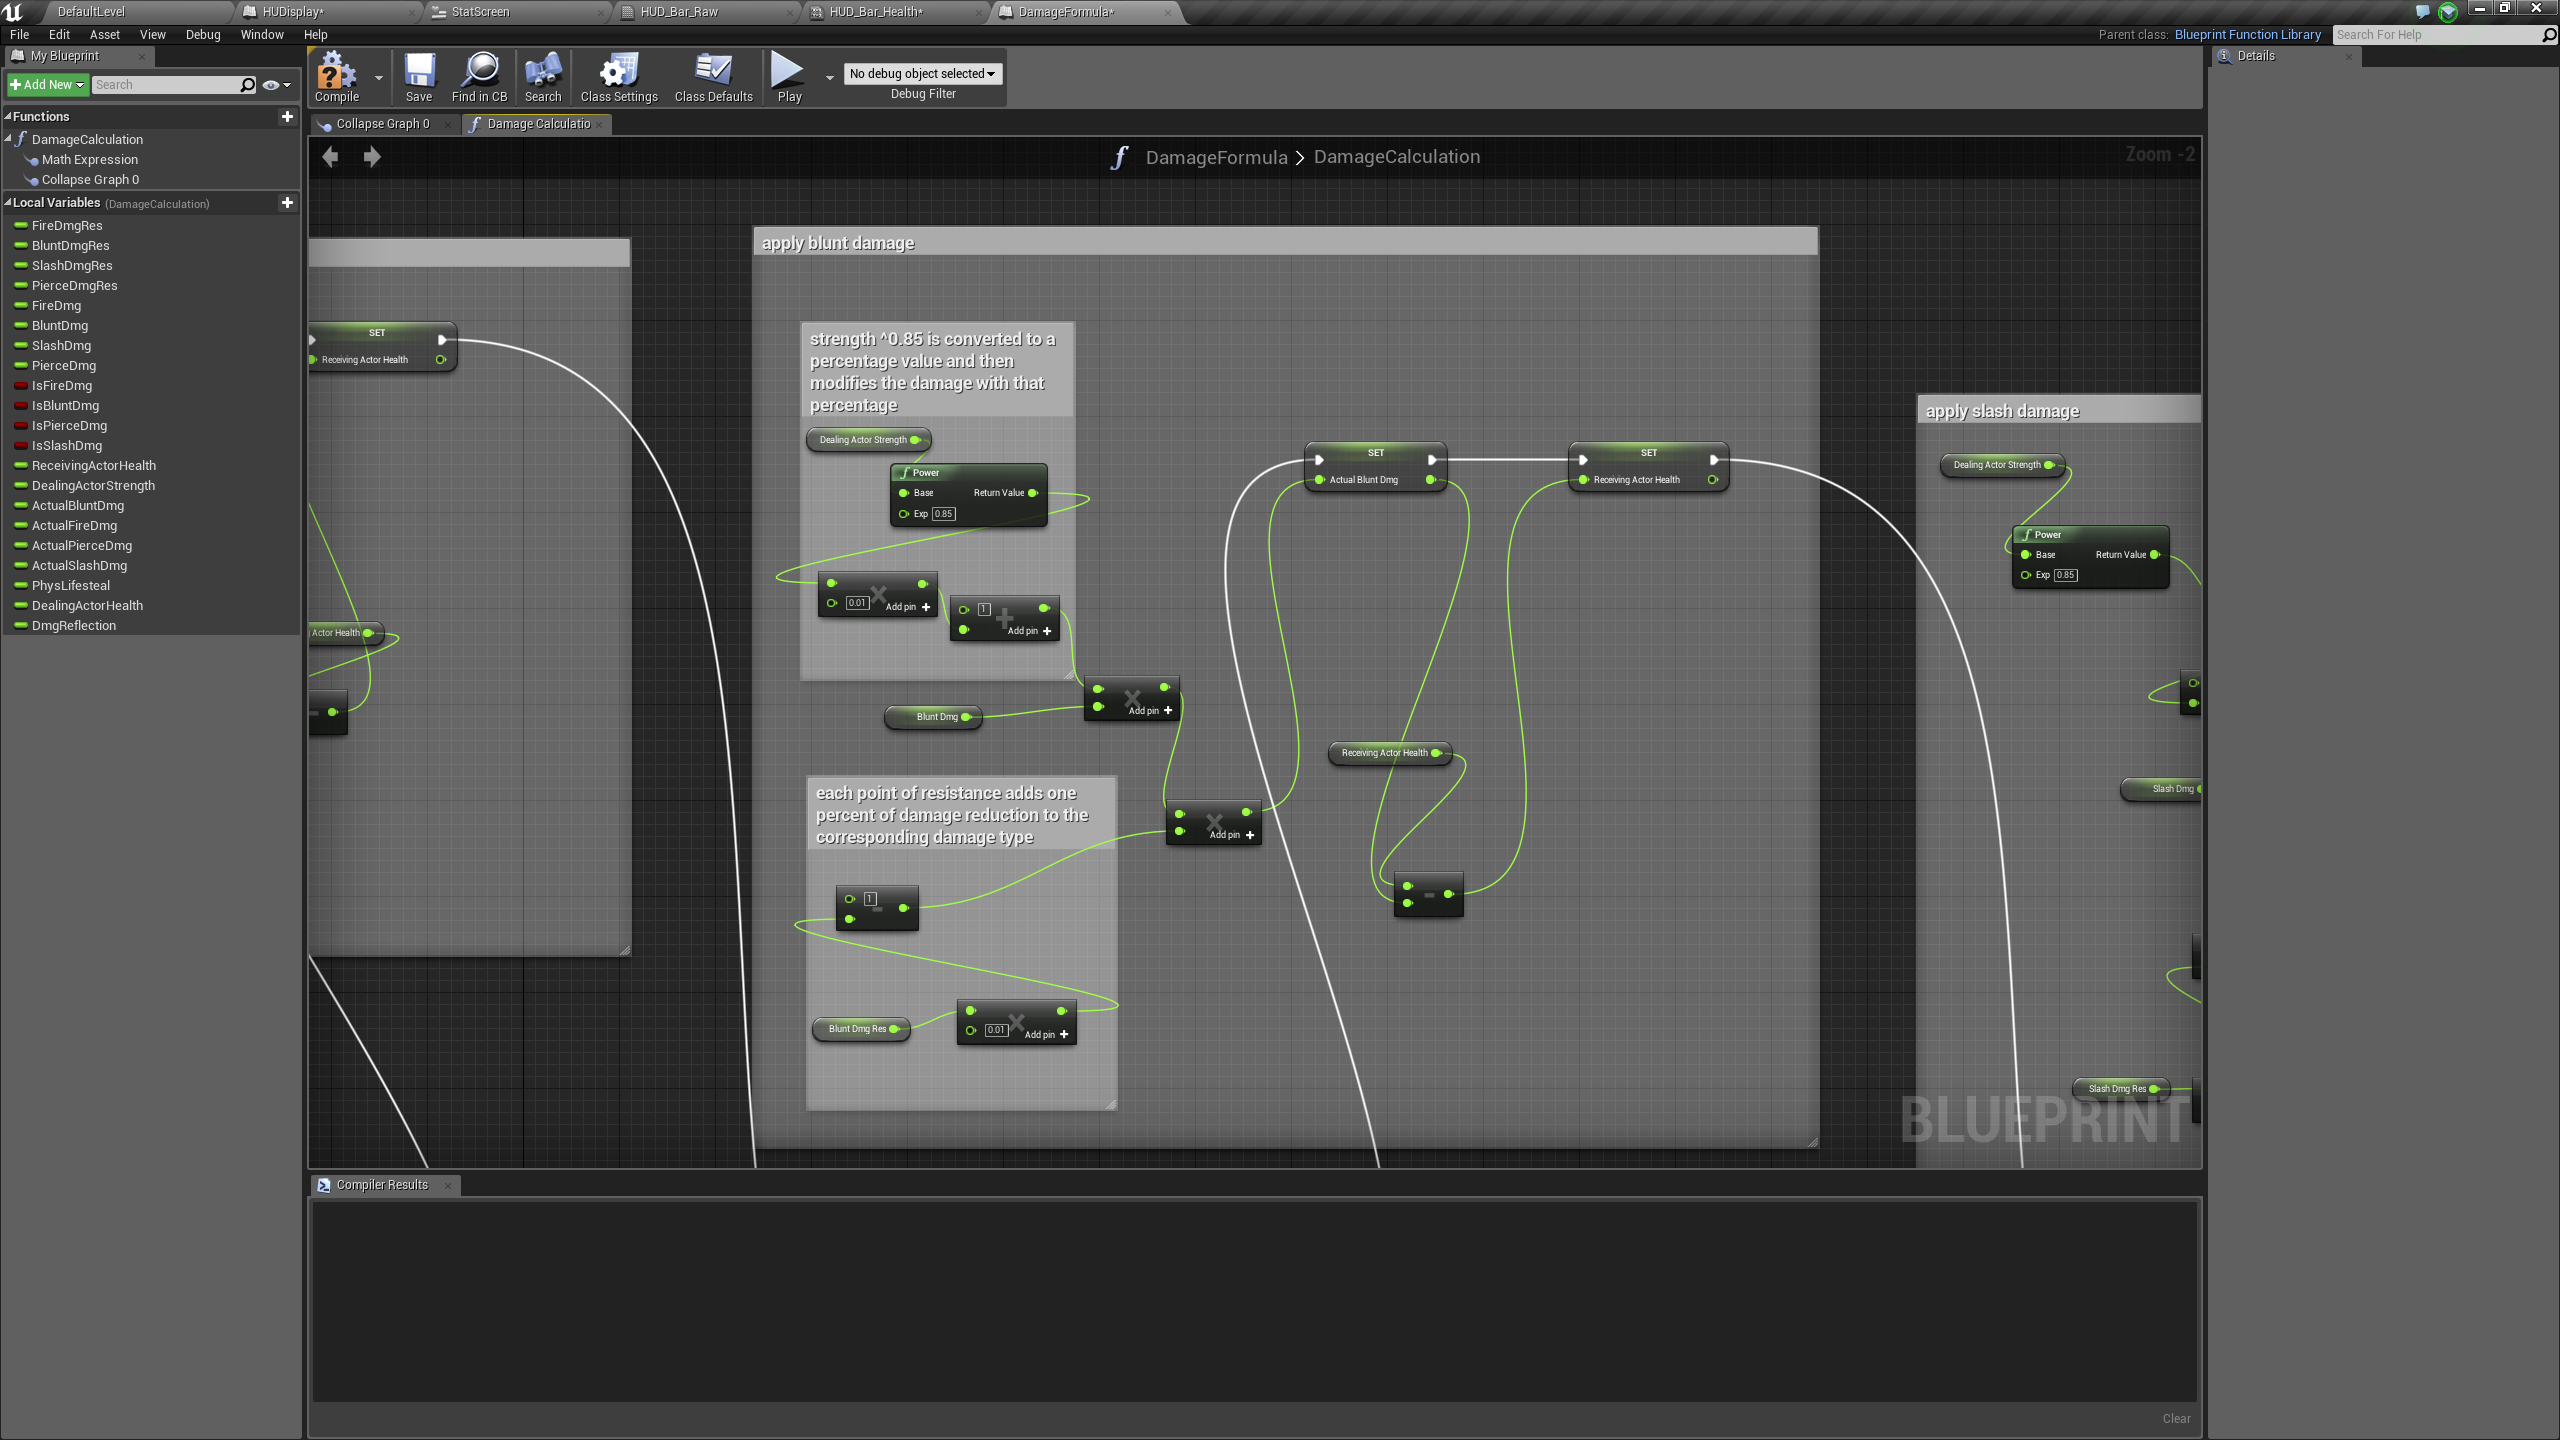 DefaultLevel
HUDisplay*
StatScreen
HUD_Bar_Raw
HUD_Bar_Health*
DamageFormula*
File Edit Asset View Debug Window Help
Parent class: Blueprint Function Library
Search For Help
My Blueprint
Add New
Search
Functions
DamageCalculation
Math Expression
Collapse Graph 0
Local Variables (DamageCalculation)
FireDmgRes
BluntDmgRes
SlashDmgRes
PierceDmgRes
FireDmg
BluntDmg
SlashDmg
PierceDmg
IsFireDmg
IsBluntDmg
IsPierceDmg
IsSlashDmg
ReceivingActorHealth
DealingActorStrength
ActualBluntDmg
ActualFireDmg
ActualPierceDmg
ActualSlashDmg
PhysLifesteal
DealingActorHealth
DmgReflection
Compile
Save
Find in CB
Search
Class Settings
Class Defaults
Play
No debug object selected
Debug Filter
Collapse Graph 0
Damage Calculatio
DamageFormula > DamageCalculation
Zoom -2
SET
Receiving Actor Health
Actor Health
apply blunt damage
strength ^0.85 is converted to a
percentage value and then
modifies the damage with that
percentage
Dealing Actor Strength
Power
Base Return Value
Exp 0.85
0.01 Add pin
1
Add pin
Add pin
Blunt Dmg
each point of resistance adds one
percent of damage reduction to the
corresponding damage type
1
Blunt Dmg Res
0.01 Add pin
Add pin
SET
Actual Blunt Dmg
SET
Receiving Actor Health
Receiving Actor Health
apply slash damage
Dealing Actor Strength
Power
Base Return Value
Exp 0.85
Slash Dmg
Slash Dmg Res
BLUEPRINT
Compiler Results
Clear
Details